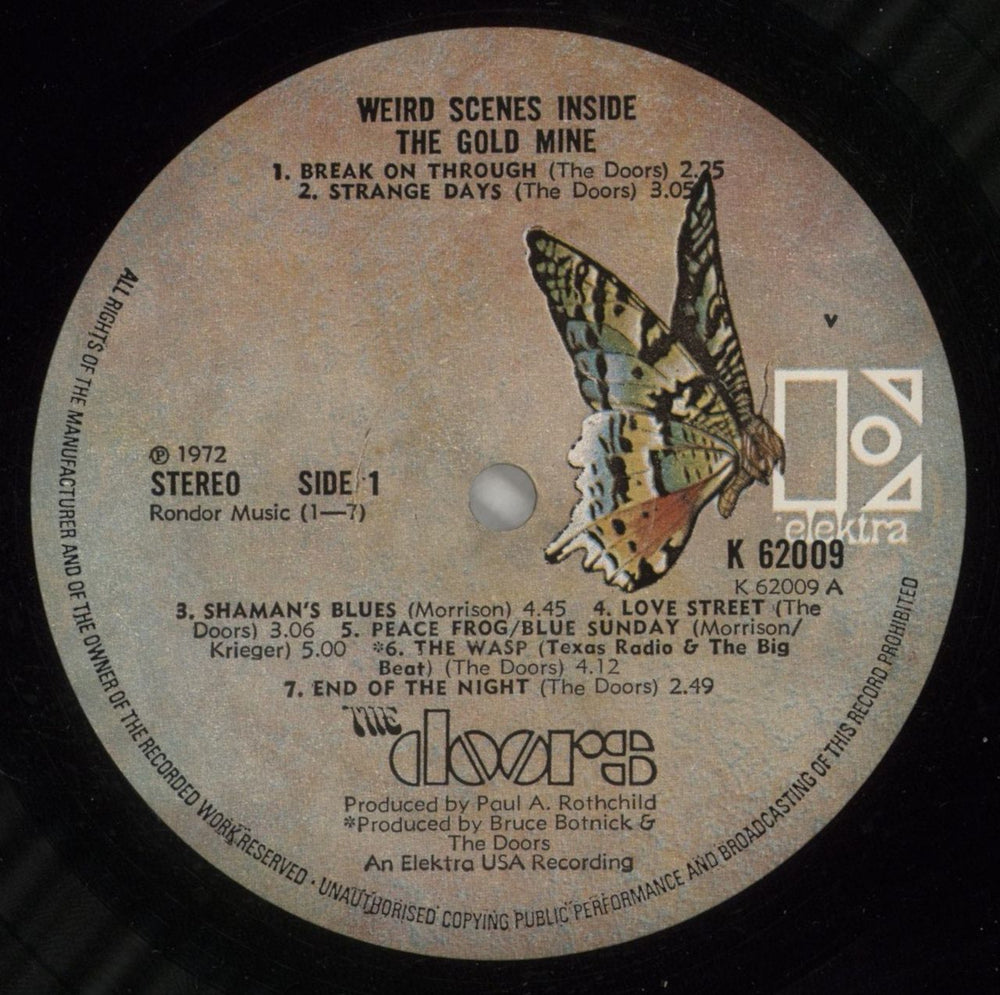 WEIRD SCENES INSIDE
THE GOLD MINE
1. BREAK ON THROUGH (The Doors) 2.25
2. STRANGE DAYS (The Doors) 3.05
V
elektra
K 62009
K 62009 A
℗ 1972
STEREO SIDE 1
Rondor Music (1—7)
3. SHAMAN'S BLUES (Morrison) 4.45 4. LOVE STREET (The
Doors) 3.06 5. PEACE FROG/BLUE SUNDAY (Morrison/
Krieger) 5.00 *6. THE WASP (Texas Radio & The Big
Beat) (The Doors) 4.12
7. END OF THE NIGHT (The Doors) 2.49
THE doors
Produced by Paul A. Rothchild
*Produced by Bruce Botnick &
The Doors
An Elektra USA Recording
ALL RIGHTS OF THE MANUFACTURER AND OF THE OWNER OF THE RECORDED WORK RESERVED · UNAUTHORISED COPYING PUBLIC PERFORMANCE AND BROADCASTING OF THIS RECORD PROHIBITED